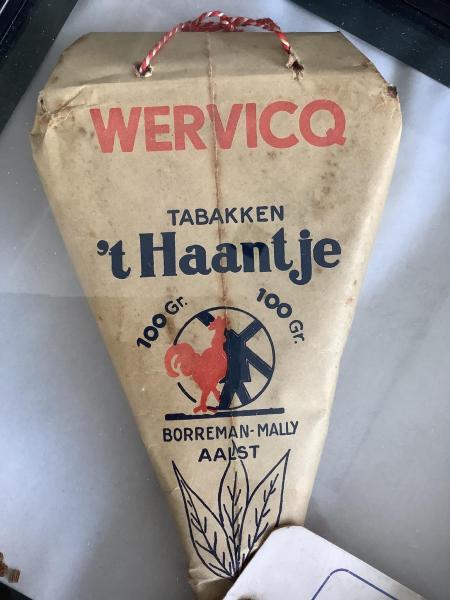 WERVICQ
TABAKKEN
't Haantje
100 Gr. 100 Gr.
BORREMAN-MALLY
AALST